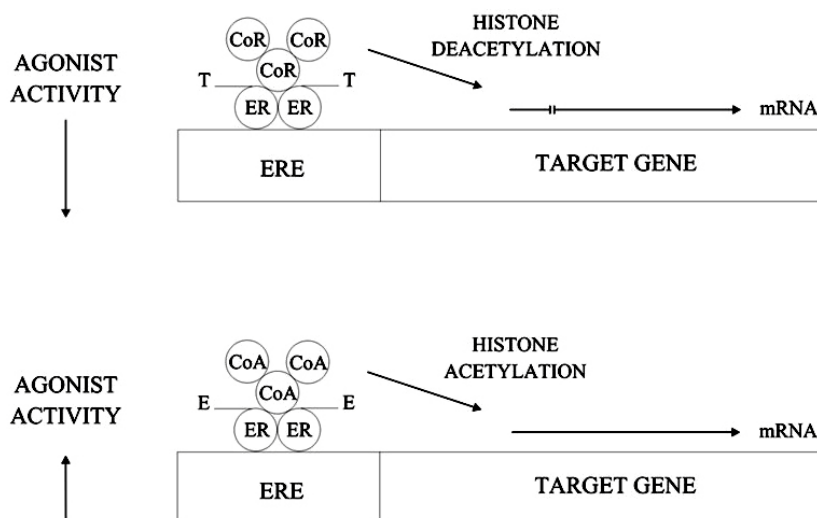 CoR CoR
HISTONE
DEACETYLATION
AGONIST
ACTIVITY
CoR
T T
ER ER
mRNA
ERE
TARGET GENE
CoA CoA
HISTONE
ACETYLATION
AGONIST
ACTIVITY
CoA
E E
ER ER
mRNA
ERE
TARGET GENE